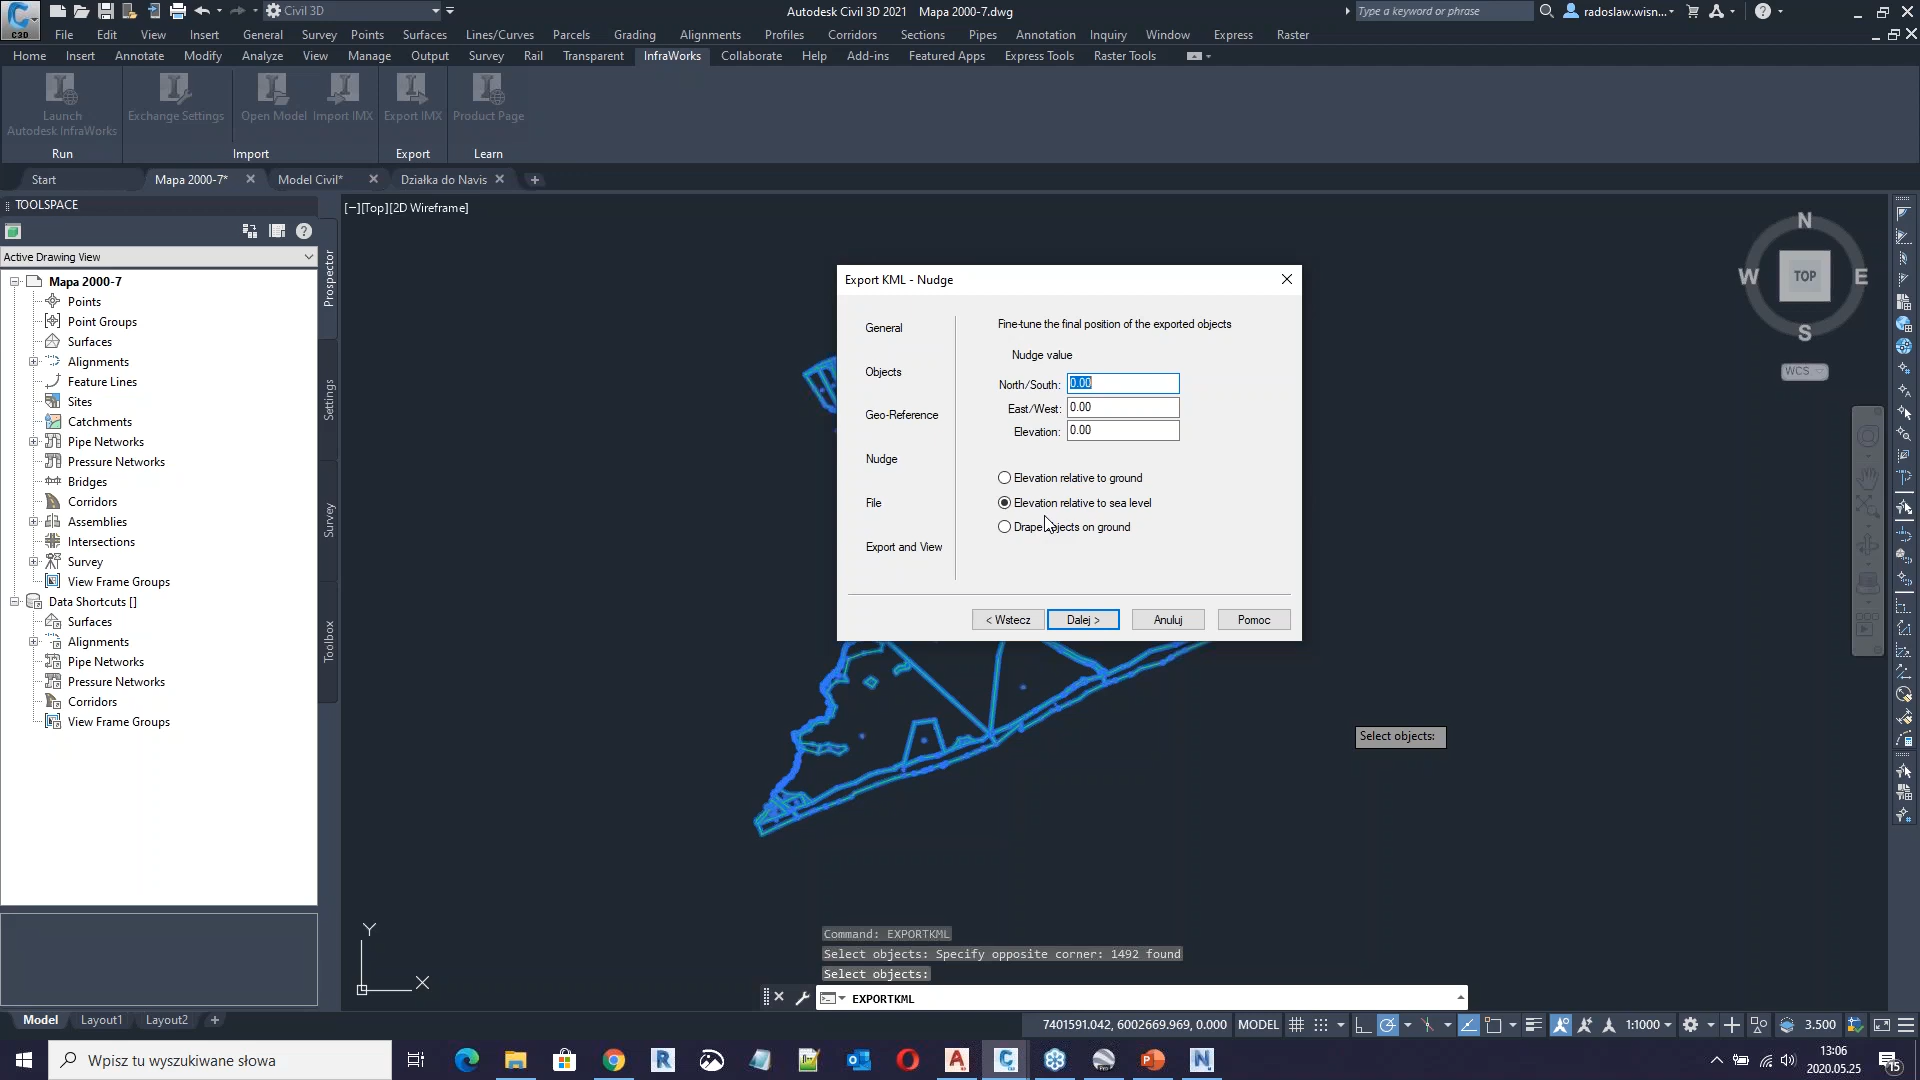 C3D
Civil 3D
Autodesk Civil 3D 2021 Mapa 2000-7.dwg
Type a keyword or phrase
radoslaw.wisn...
File Edit View Insert General Survey Points Surfaces Lines/Curves Parcels Grading Alignments Profiles Corridors Sections Pipes Annotation Inquiry Window Express Raster
Home Insert Annotate Modify Analyze View Manage Output Survey Rail Transparent InfraWorks Collaborate Help Add-ins Featured Apps Express Tools Raster Tools
Launch
Autodesk InfraWorks
Exchange Settings
Open Model
Import IMX
Export IMX
Product Page
Run Import Export Learn
Start Mapa 2000-7* Model Civil* Działka do Navis
TOOLSPACE
Active Drawing View
Mapa 2000-7
Points
Point Groups
Surfaces
Alignments
Feature Lines
Sites
Catchments
Pipe Networks
Pressure Networks
Bridges
Corridors
Assemblies
Intersections
Survey
View Frame Groups
Data Shortcuts []
Surfaces
Alignments
Pipe Networks
Pressure Networks
Corridors
View Frame Groups
Prospector
Settings
Survey
Toolbox
[−][Top][2D Wireframe]
N
W
TOP
E
S
WCS
Export KML - Nudge
General
Objects
Geo-Reference
Nudge
File
Export and View
Fine-tune the final position of the exported objects
Nudge value
North/South: 0.00
East/West: 0.00
Elevation: 0.00
Elevation relative to ground
Elevation relative to sea level
Drape objects on ground
< Wstecz
Dalej >
Anuluj
Pomoc
Select objects:
Y
X
Command: EXPORTKML
Select objects: Specify opposite corner: 1492 found
Select objects:
EXPORTKML
Model Layout1 Layout2
7401591.042, 6002669.969, 0.000 MODEL
1:1000
3.500
Wpisz tu wyszukiwane słowa
13:06
2020.05.25
15